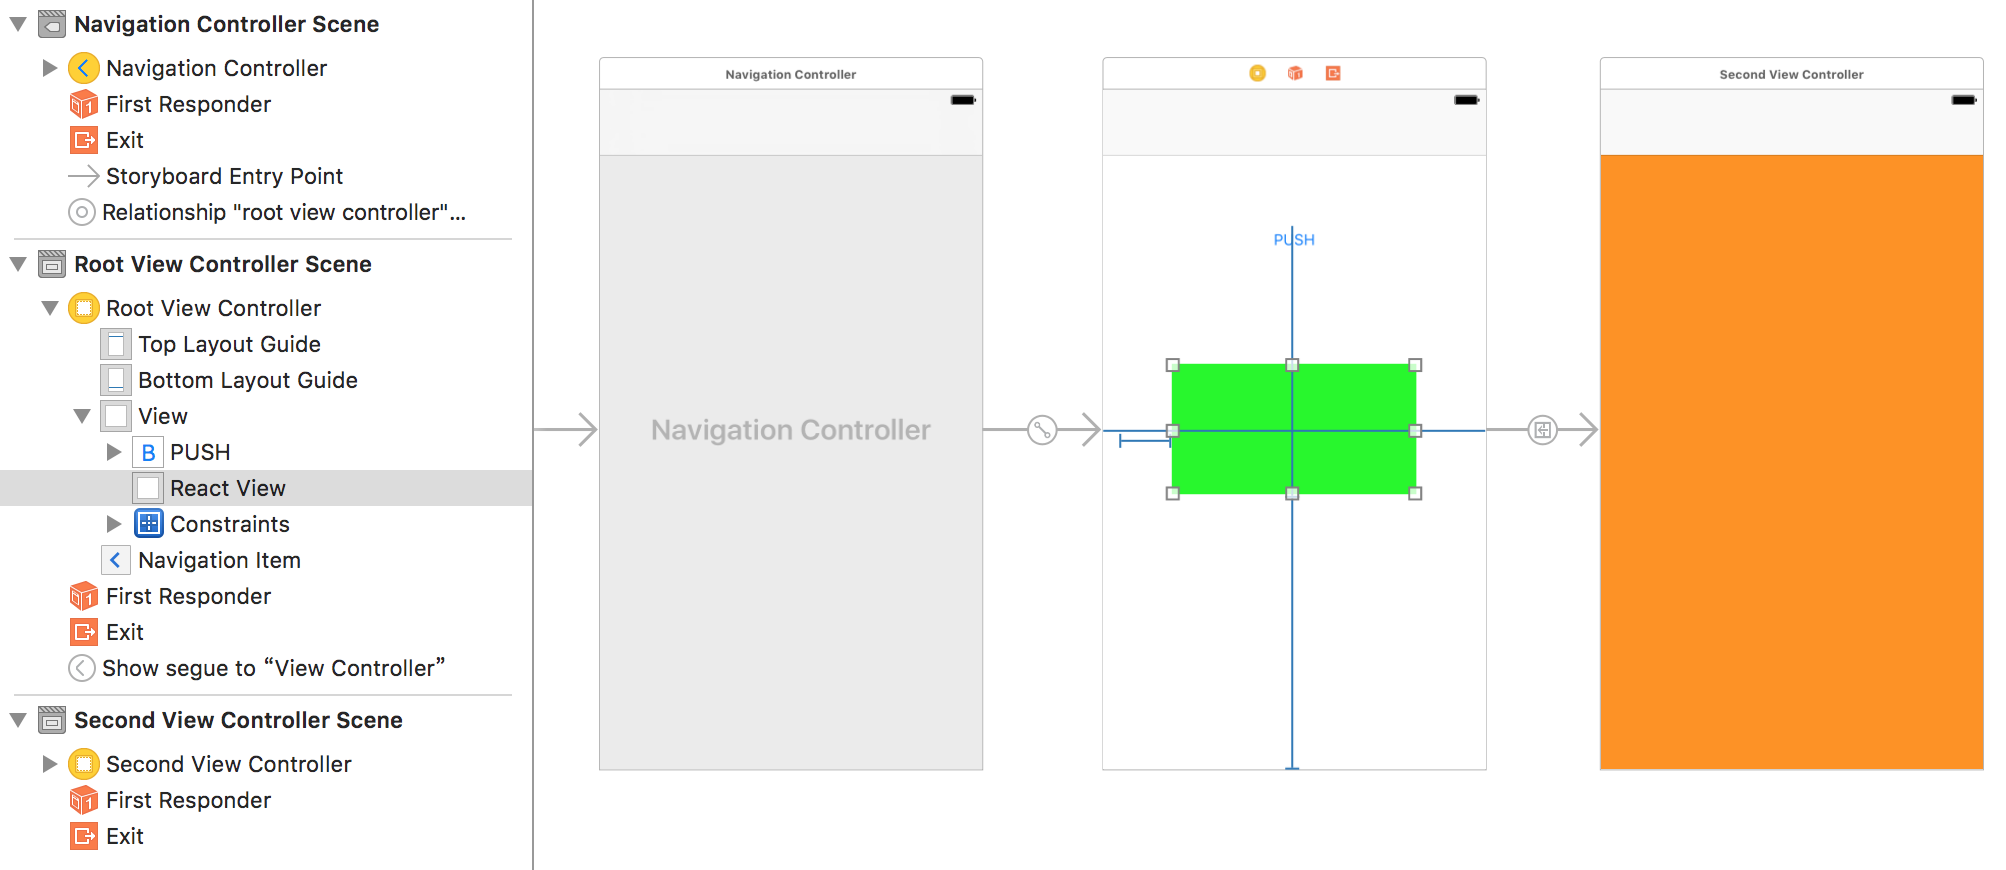 Navigation Controller Scene
Navigation Controller
First Responder
Exit
Storyboard Entry Point
Relationship "root view controller"...
Root View Controller Scene
Root View Controller
Top Layout Guide
Bottom Layout Guide
View
B PUSH
React View
Constraints
Navigation Item
First Responder
Exit
Show segue to “View Controller”
Second View Controller Scene
Second View Controller
First Responder
Exit
Navigation Controller
Navigation Controller
PUSH
Second View Controller